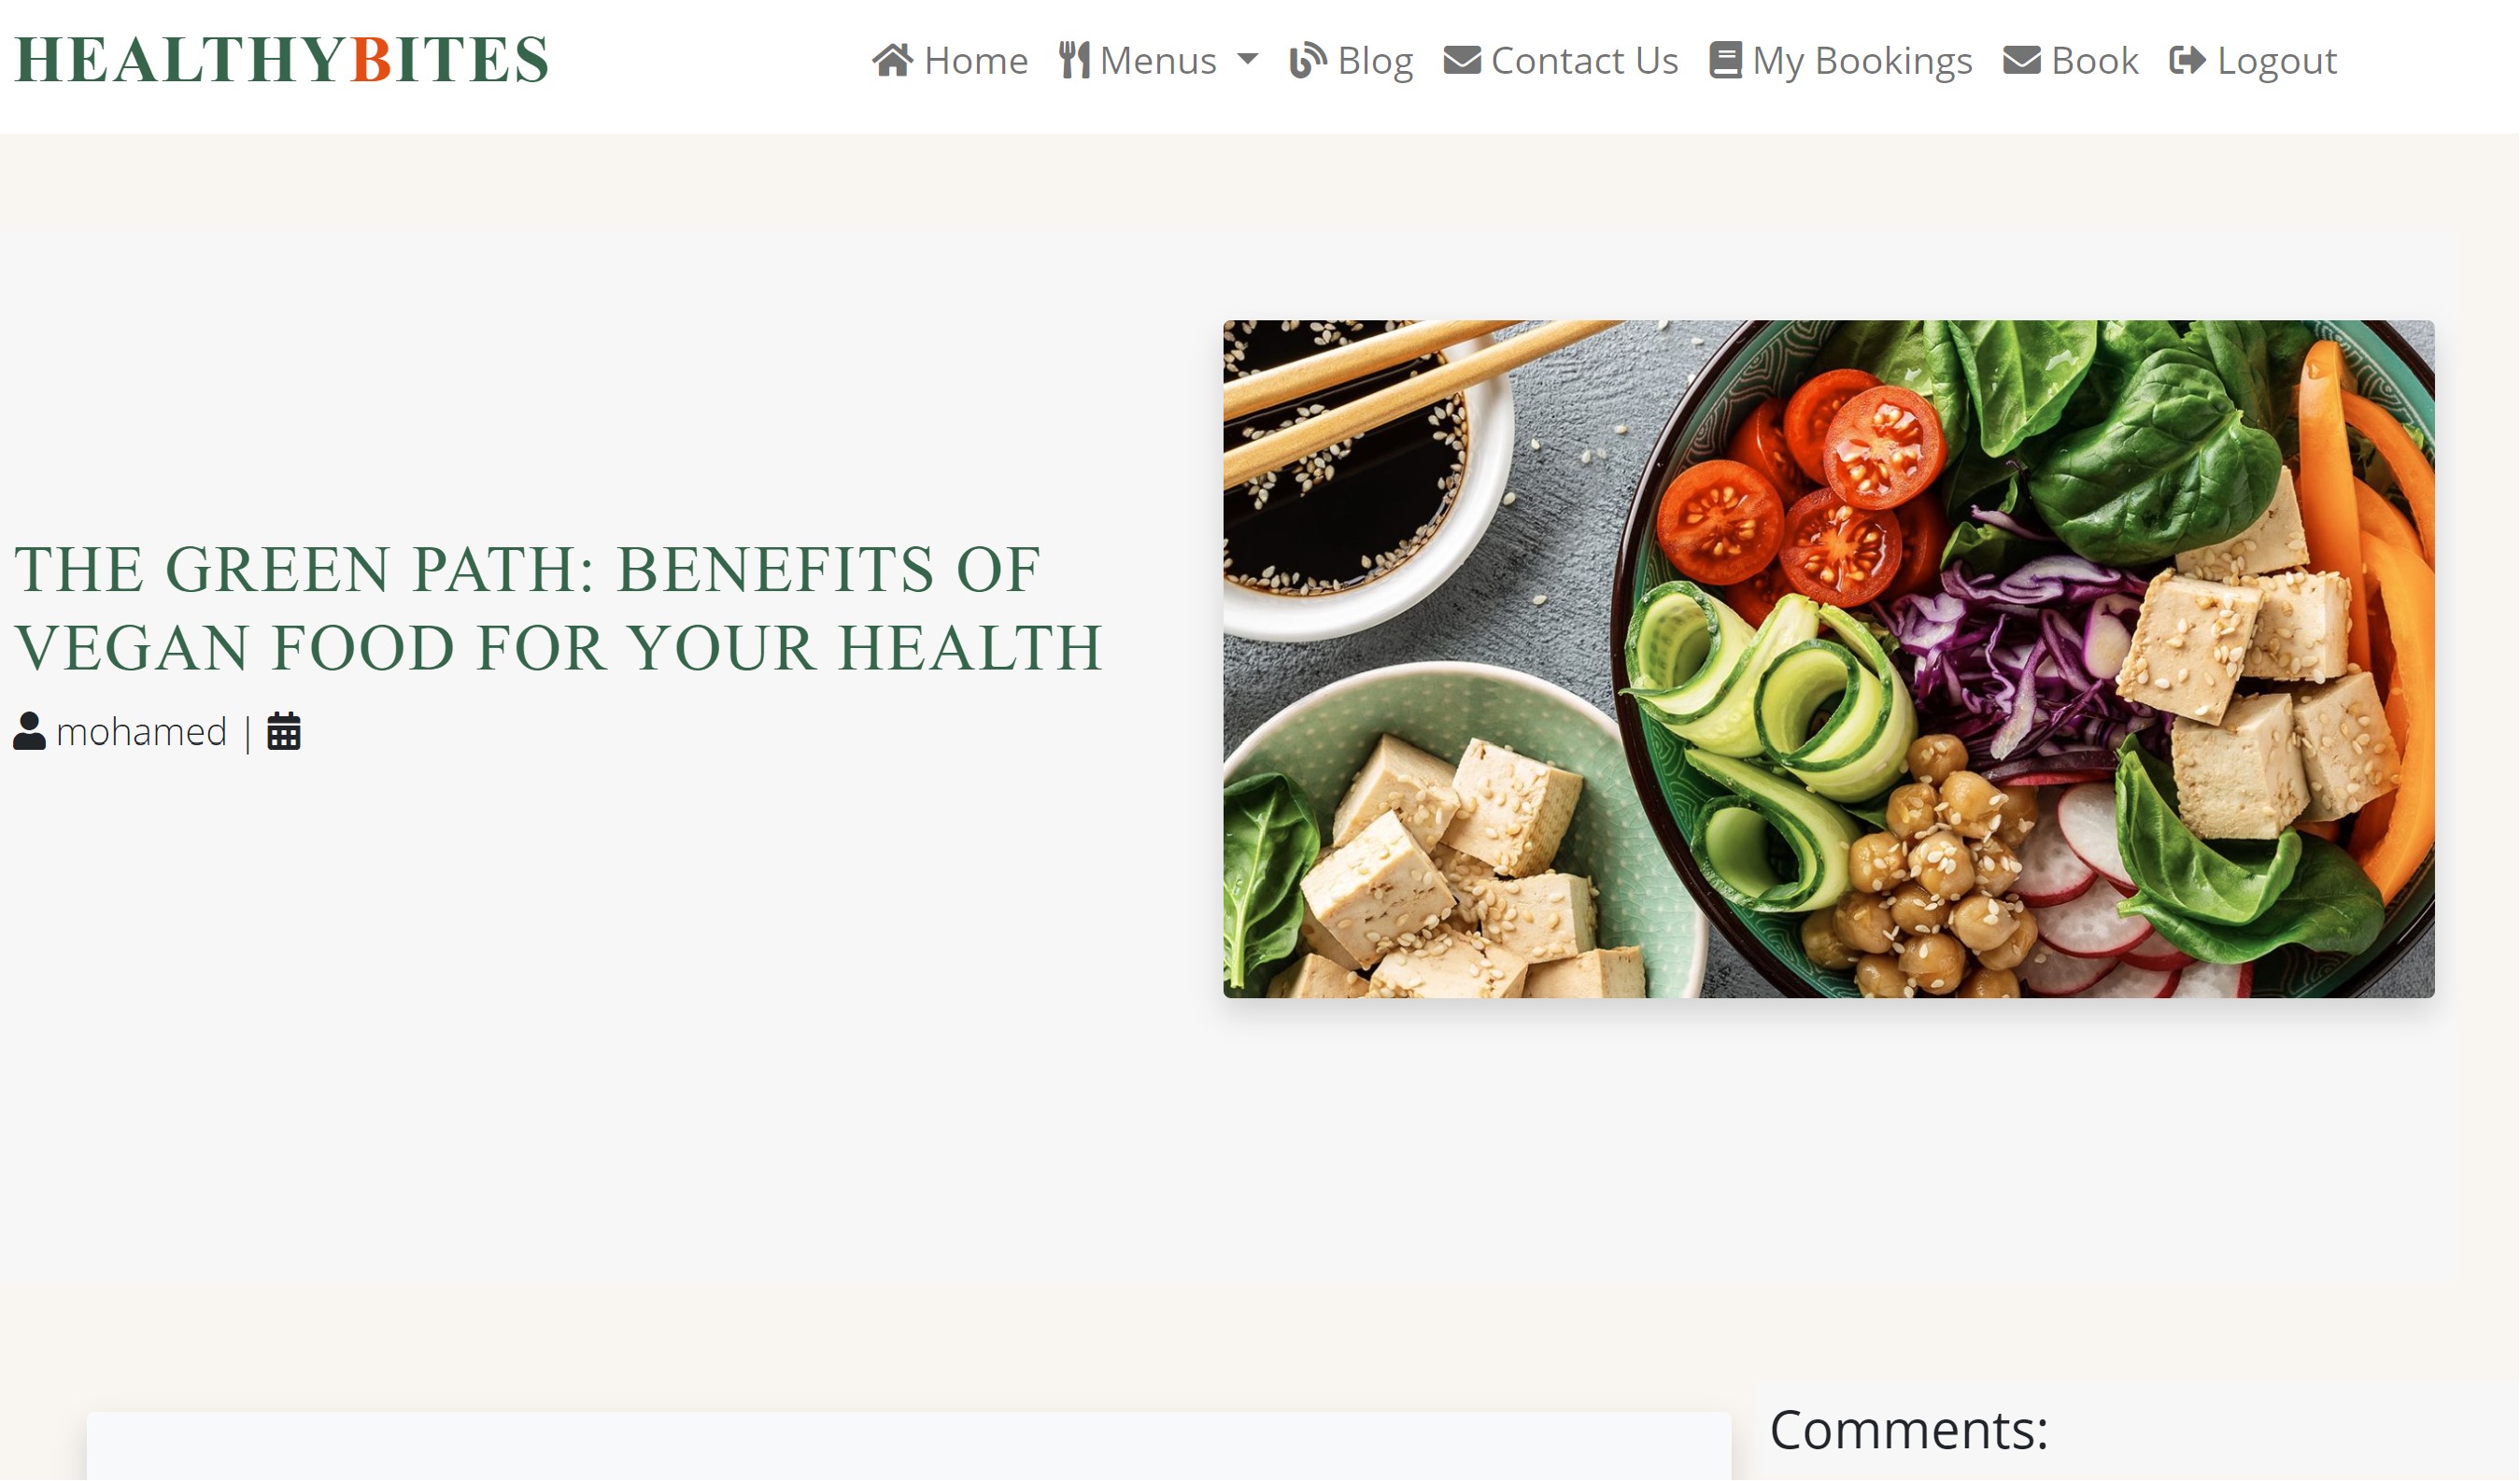 HEALTHYBITES
Home Menus Blog Contact Us My Bookings Book Logout
THE GREEN PATH: BENEFITS OF
VEGAN FOOD FOR YOUR HEALTH
mohamed |
Comments: